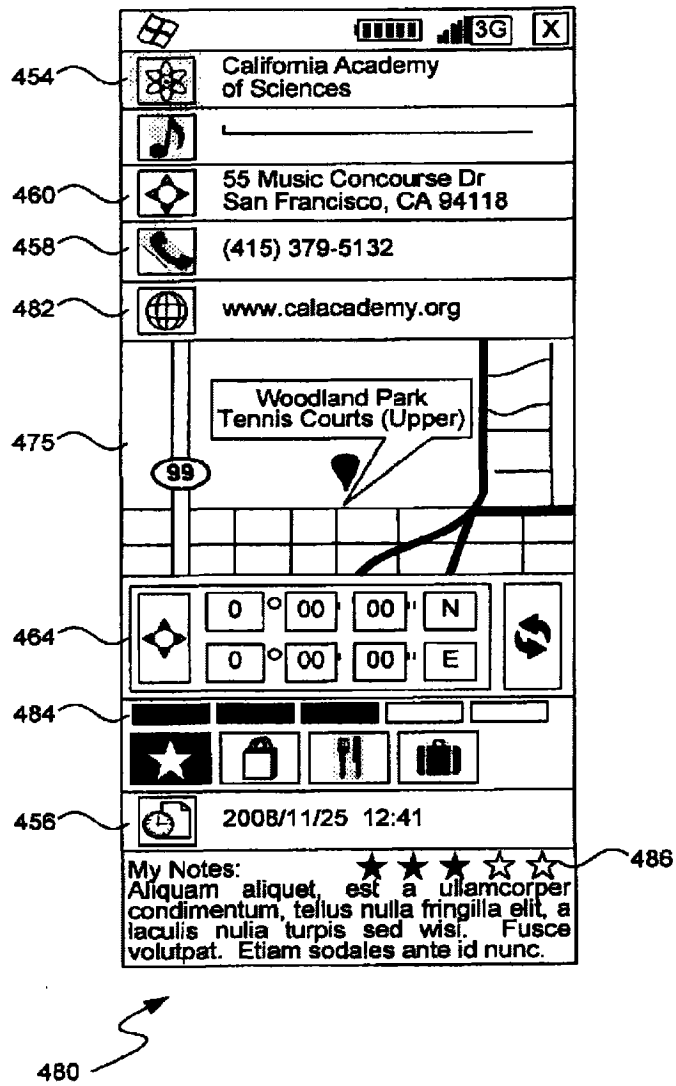 3G X
454
California Academy
of Sciences
460
55 Music Concourse Dr
San Francisco, CA 94118
458
(415) 379-5132
482
www.calacademy.org
Woodland Park
Tennis Courts (Upper)
475
99
0 ° 00 ' 00 " N
464
0 ° 00 ' 00 " E
484
456
2008/11/25 12:41
My Notes:
486
Aliquam aliquet, est a ullamcorper
condimentum, tellus nulla fringilla elit, a
iaculis nulia turpis sed wisi. Fusce
volutpat. Etiam sodales ante id nunc.
480